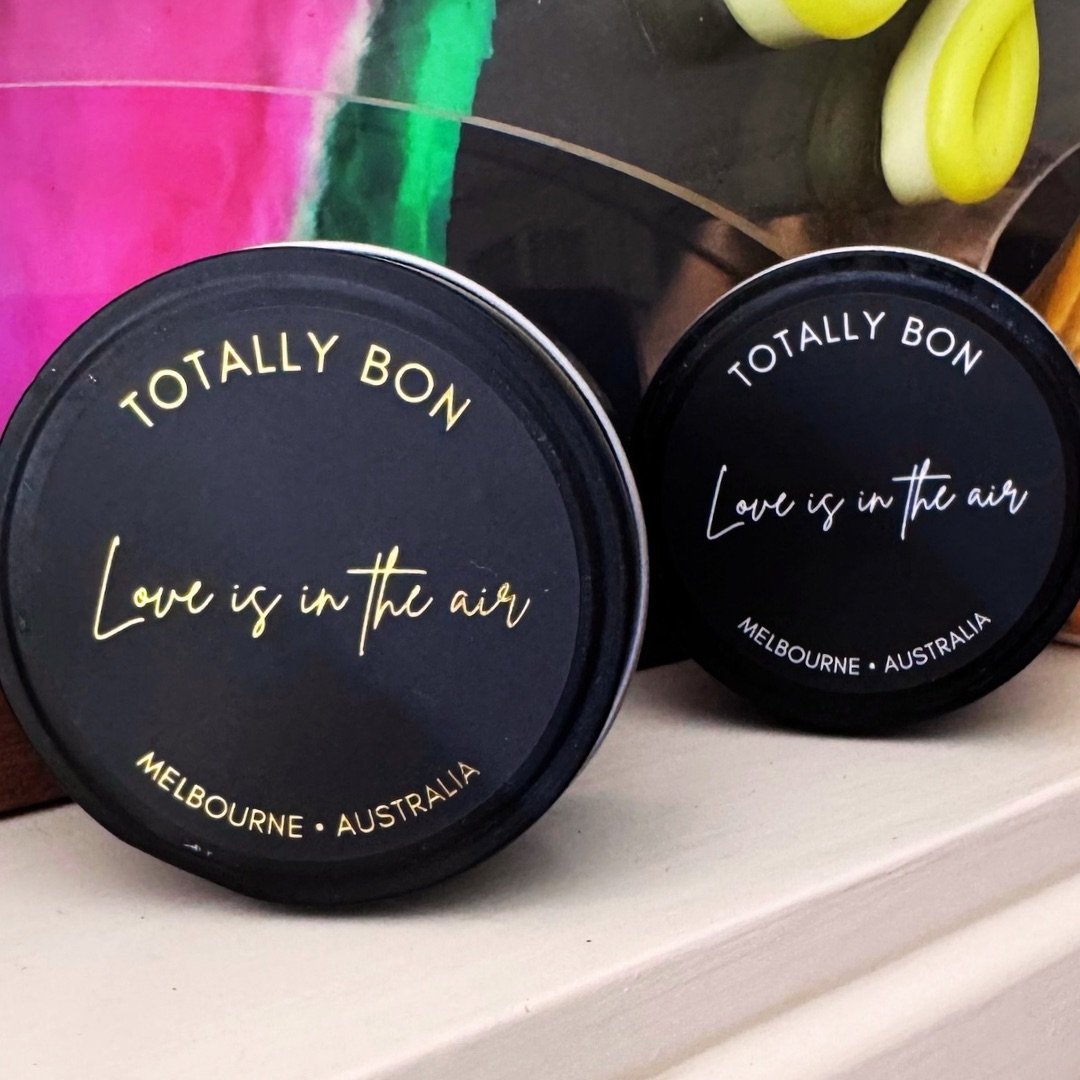 TOTALLY BON
Love is in the air
MELBOURNE • AUSTRALIA
TOTALLY BON
Love is in the air
MELBOURNE • AUSTRALIA